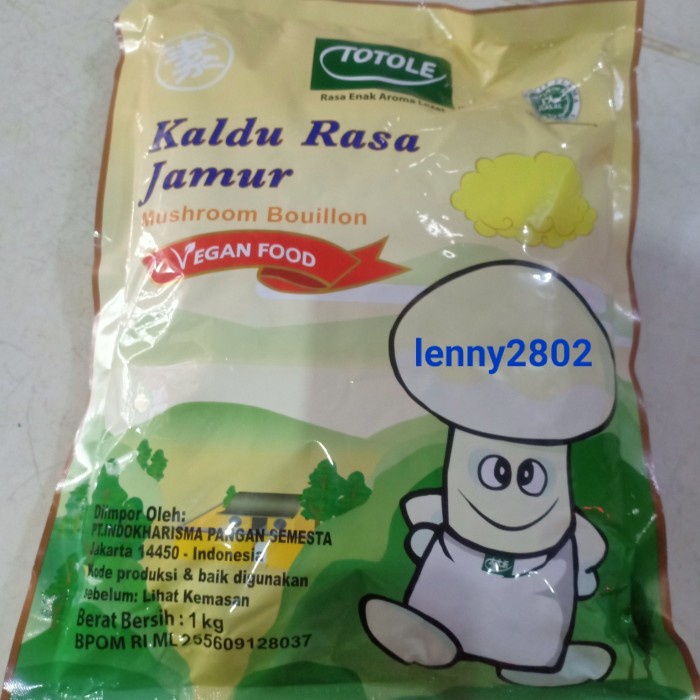 TOTOLE
Rasa Enak Aroma Lezat
Kaldu Rasa
Jamur
Mushroom Bouillon
VEGAN FOOD
lenny2802
Diimpor Oleh:
PT.INDOKHARISMA PANGAN SEMESTA
Jakarta 14450 - Indonesia
Kode produksi & baik digunakan
sebelum: Lihat Kemasan
Berat Bersih : 1 kg
BPOM RI ML 255609128037